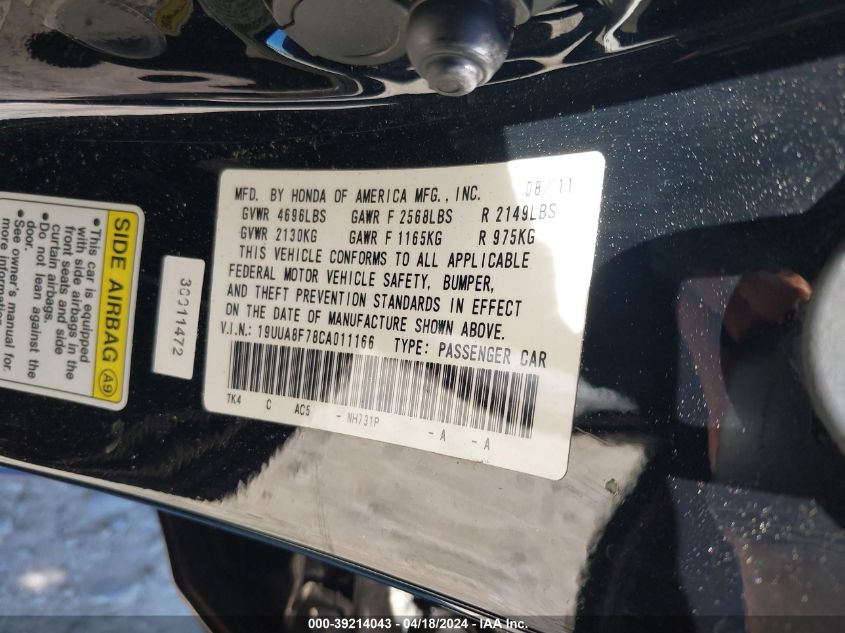 MFD. BY HONDA OF AMERICA MFG., INC. 08/ 11
GVWR 4696LBS GAWR F 2568LBS R 2149LBS
GVWR 2130KG GAWR F 1165KG R 975KG
THIS VEHICLE CONFORMS TO ALL APPLICABLE
FEDERAL MOTOR VEHICLE SAFETY, BUMPER,
AND THEFT PREVENTION STANDARDS IN EFFECT
ON THE DATE OF MANUFACTURE SHOWN ABOVE.
V.I.N.: 19UUA8F78CA011166 TYPE: PASSENGER CAR
TK4 C AC5 - NH731P - A - A
30011472
SIDE AIRBAG A9
• This car is equipped
with side airbags in the
front seats and side
curtain airbags.
• Do not lean against the
door.
• See owner's manual for
more information.
000-39214043 - 04/18/2024 - IAA Inc.